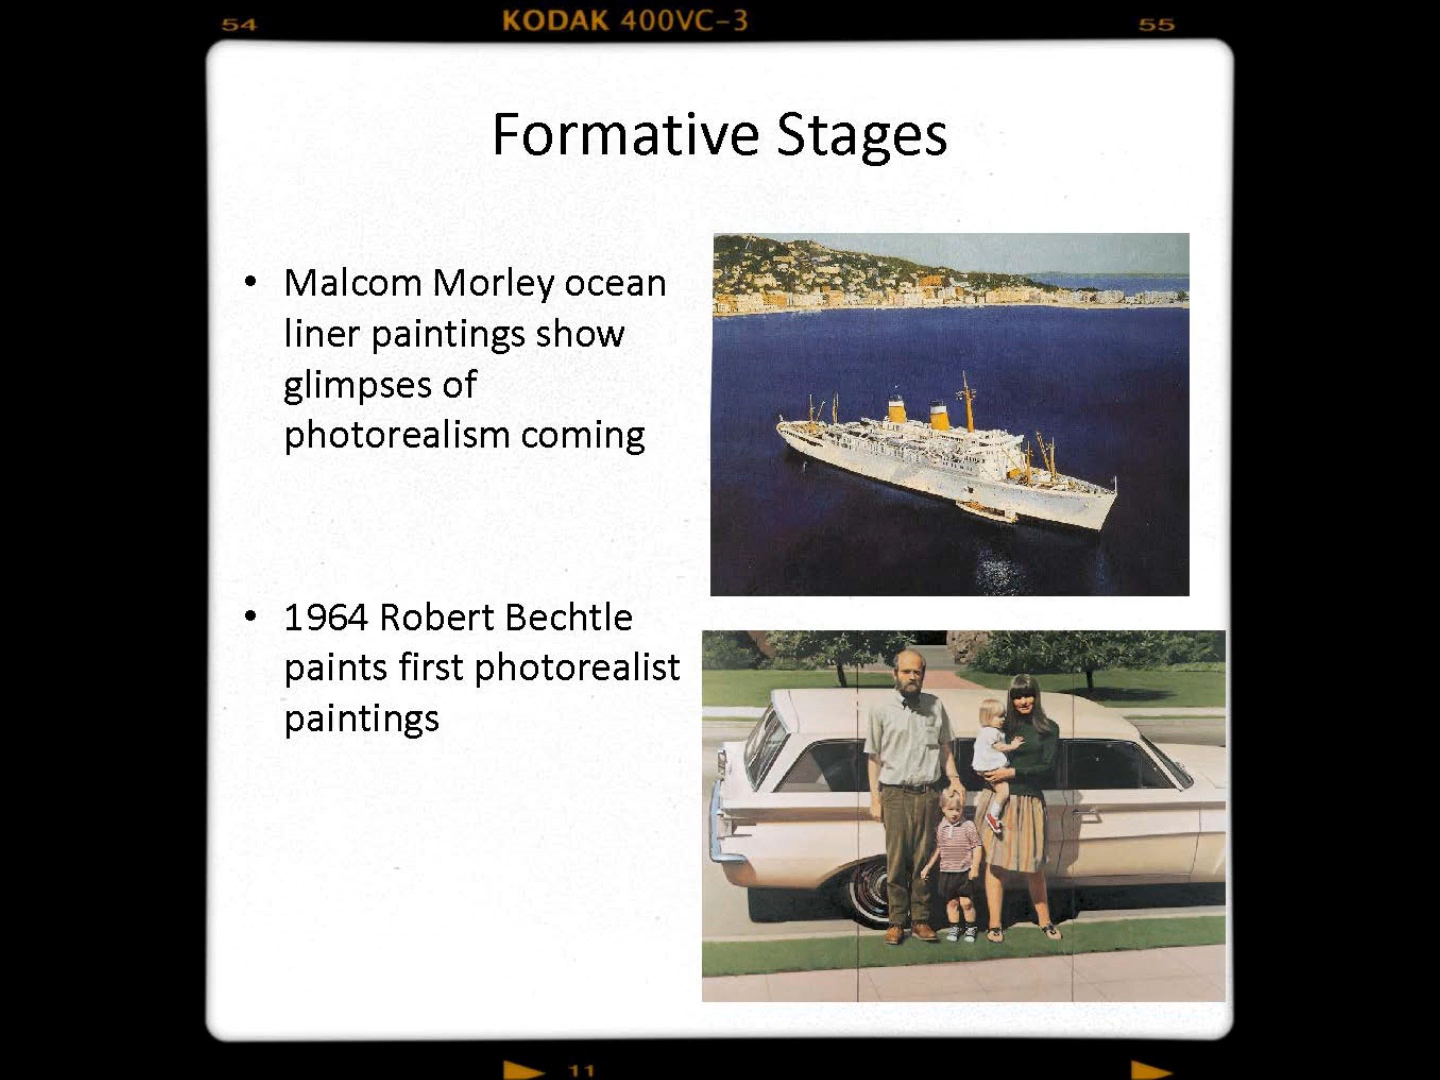 54 KODAK 400VC-3 55
Formative Stages
• Malcom Morley ocean
liner paintings show
glimpses of
photorealism coming
• 1964 Robert Bechtle
paints first photorealist
paintings
11